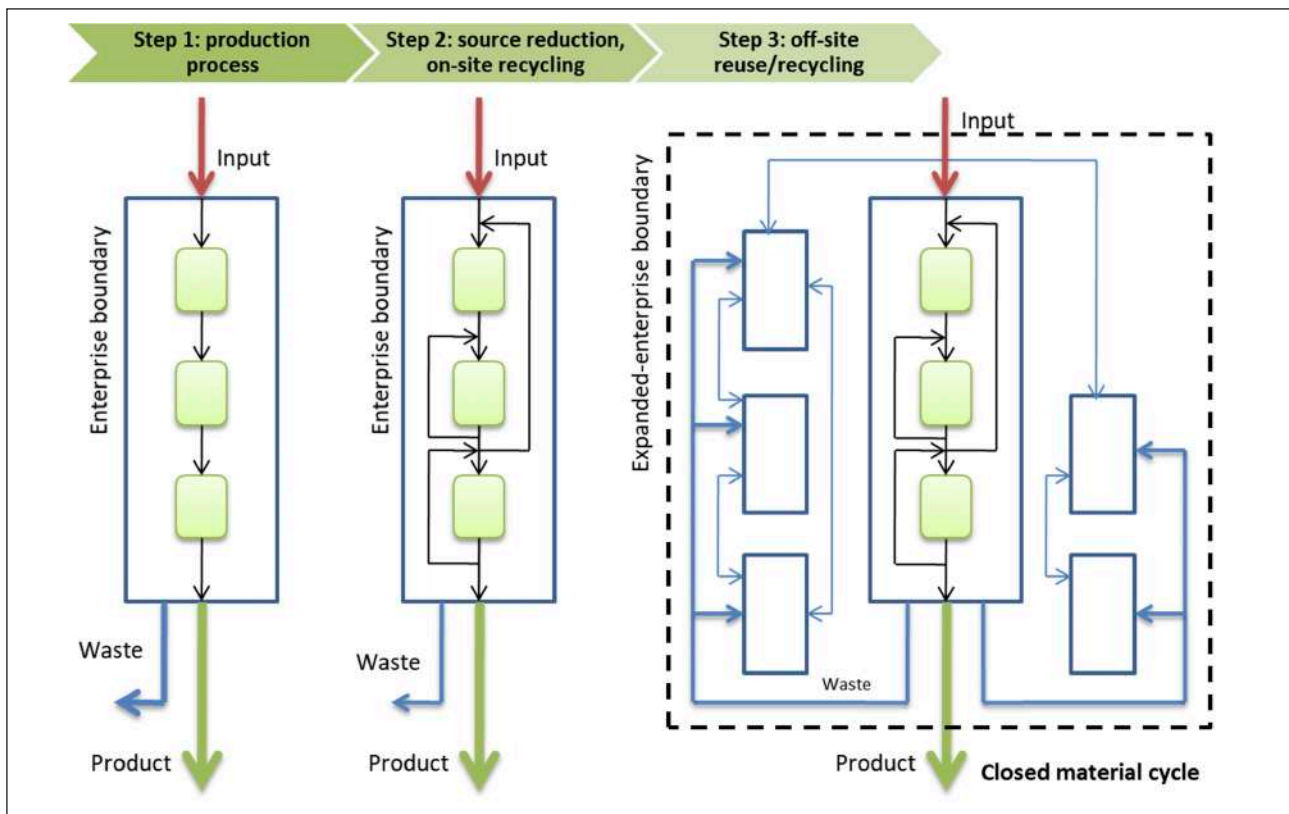 Step 1: production
process
Step 2: source reduction,
on-site recycling
Step 3: off-site
reuse/recycling
Input
Enterprise boundary
Waste
Product
Input
Enterprise boundary
Waste
Product
Input
Expanded-enterprise boundary
Waste
Product
Closed material cycle